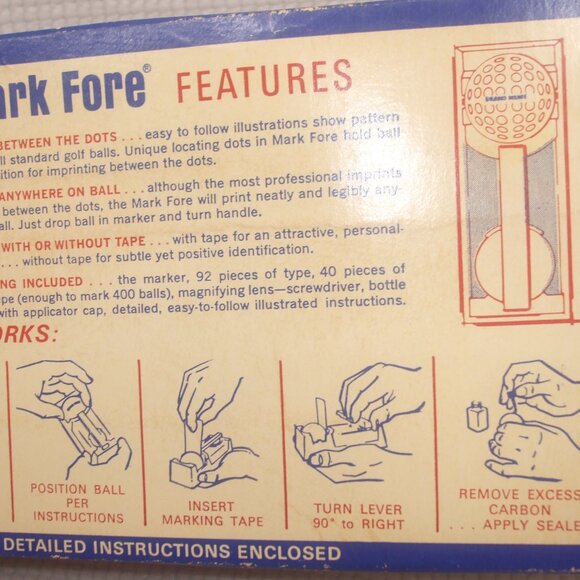 ark Fore® FEATURES
BETWEEN THE DOTS . . . easy to follow illustrations show pattern
ll standard golf balls. Unique locating dots in Mark Fore hold ball
ition for imprinting between the dots.
ANYWHERE ON BALL . . . although the most professional imprints
between the dots, the Mark Fore will print neatly and legibly any-
all. Just drop ball in marker and turn handle.
WITH OR WITHOUT TAPE . . . with tape for an attractive, personal-
. . . without tape for subtle yet positive identification.
NG INCLUDED . . . the marker, 92 pieces of type, 40 pieces of
pe (enough to mark 400 balls), magnifying lens—screwdriver, bottle
with applicator cap, detailed, easy-to-follow illustrated instructions.
ORKS:
POSITION BALL
PER
INSTRUCTIONS
INSERT
MARKING TAPE
TURN LEVER
90° to RIGHT
REMOVE EXCESS
CARBON
. . . APPLY SEALE
DETAILED INSTRUCTIONS ENCLOSED